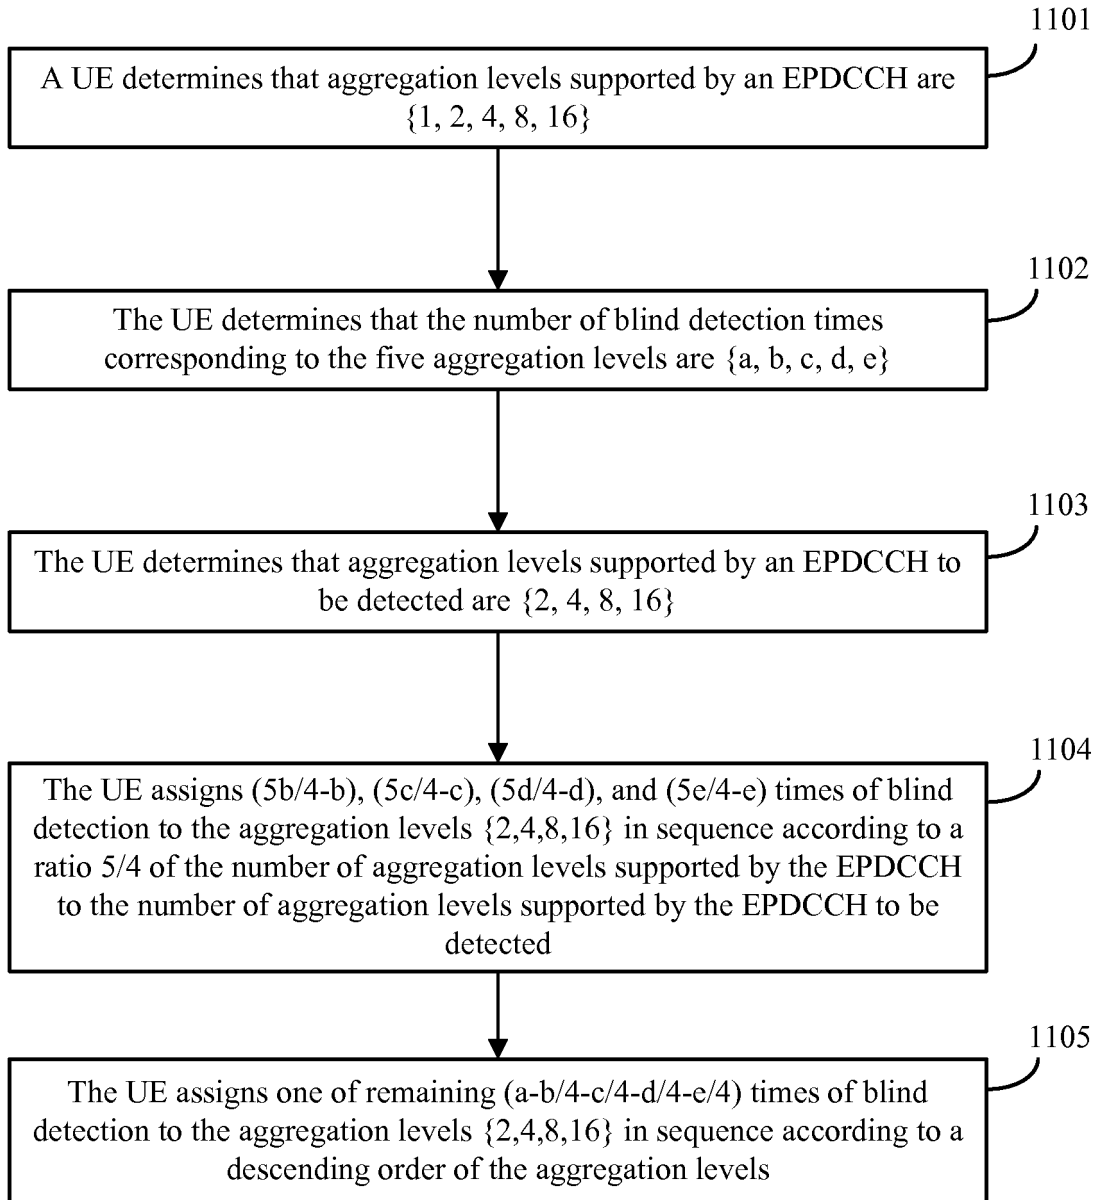 1101
A UE determines that aggregation levels supported by an EPDCCH are
{1, 2, 4, 8, 16}
1102
The UE determines that the number of blind detection times
corresponding to the five aggregation levels are {a, b, c, d, e}
1103
The UE determines that aggregation levels supported by an EPDCCH to
be detected are {2, 4, 8, 16}
1104
The UE assigns (5b/4-b), (5c/4-c), (5d/4-d), and (5e/4-e) times of blind
detection to the aggregation levels {2,4,8,16} in sequence according to a
ratio 5/4 of the number of aggregation levels supported by the EPDCCH
to the number of aggregation levels supported by the EPDCCH to be
detected
1105
The UE assigns one of remaining (a-b/4-c/4-d/4-e/4) times of blind
detection to the aggregation levels {2,4,8,16} in sequence according to a
descending order of the aggregation levels